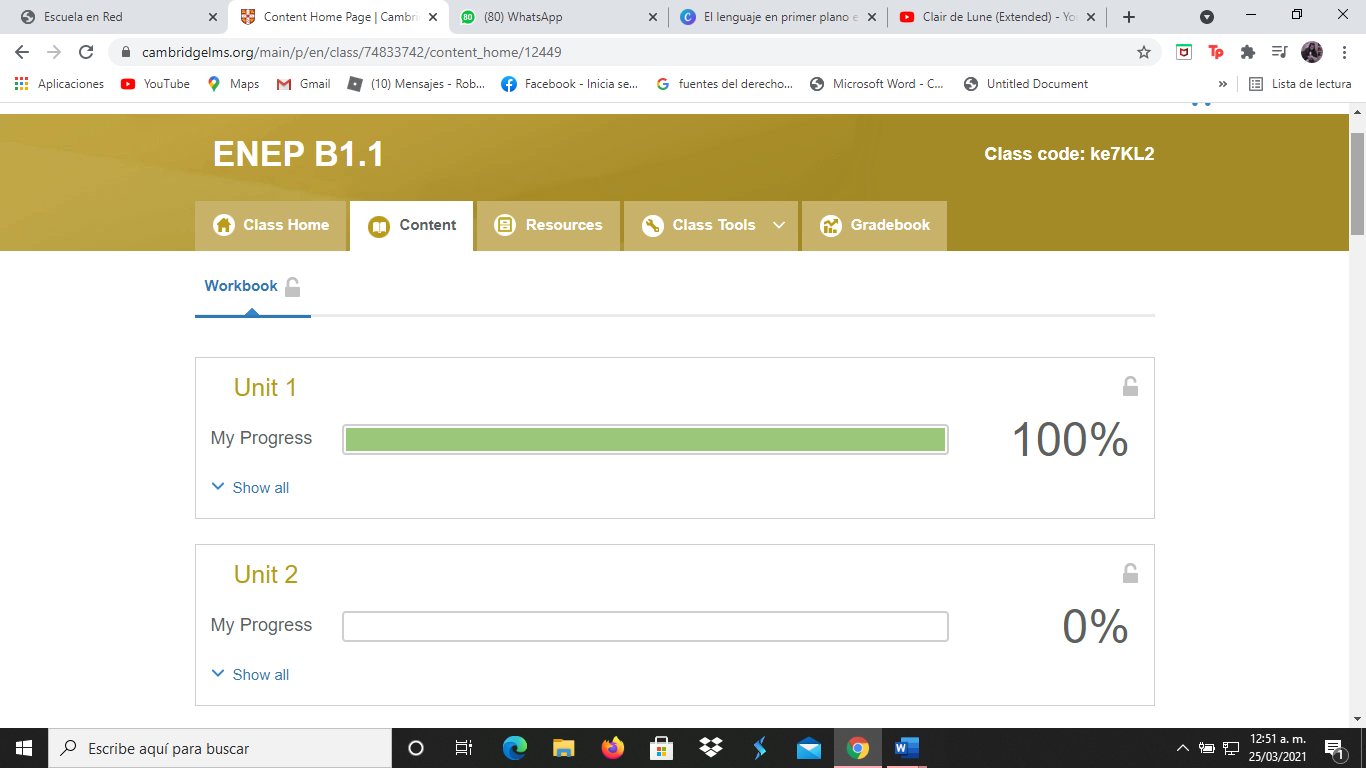 Escuela en Red
Content Home Page | Cambri
(80) WhatsApp
El lenguaje en primer plano e
Clair de Lune (Extended) - Yo
cambridgelms.org/main/p/en/class/74833742/content_home/12449
Aplicaciones
YouTube
Maps
Gmail
(10) Mensajes - Rob...
Facebook - Inicia se...
fuentes del derecho...
Microsoft Word - C...
Untitled Document
»
Lista de lectura
ENEP B1.1
Class code: ke7KL2
Class Home
Content
Resources
Class Tools
Gradebook
Workbook
Unit 1
My Progress
100%
Show all
Unit 2
My Progress
0%
Show all
Escribe aquí para buscar
12:51 a. m.
25/03/2021
1